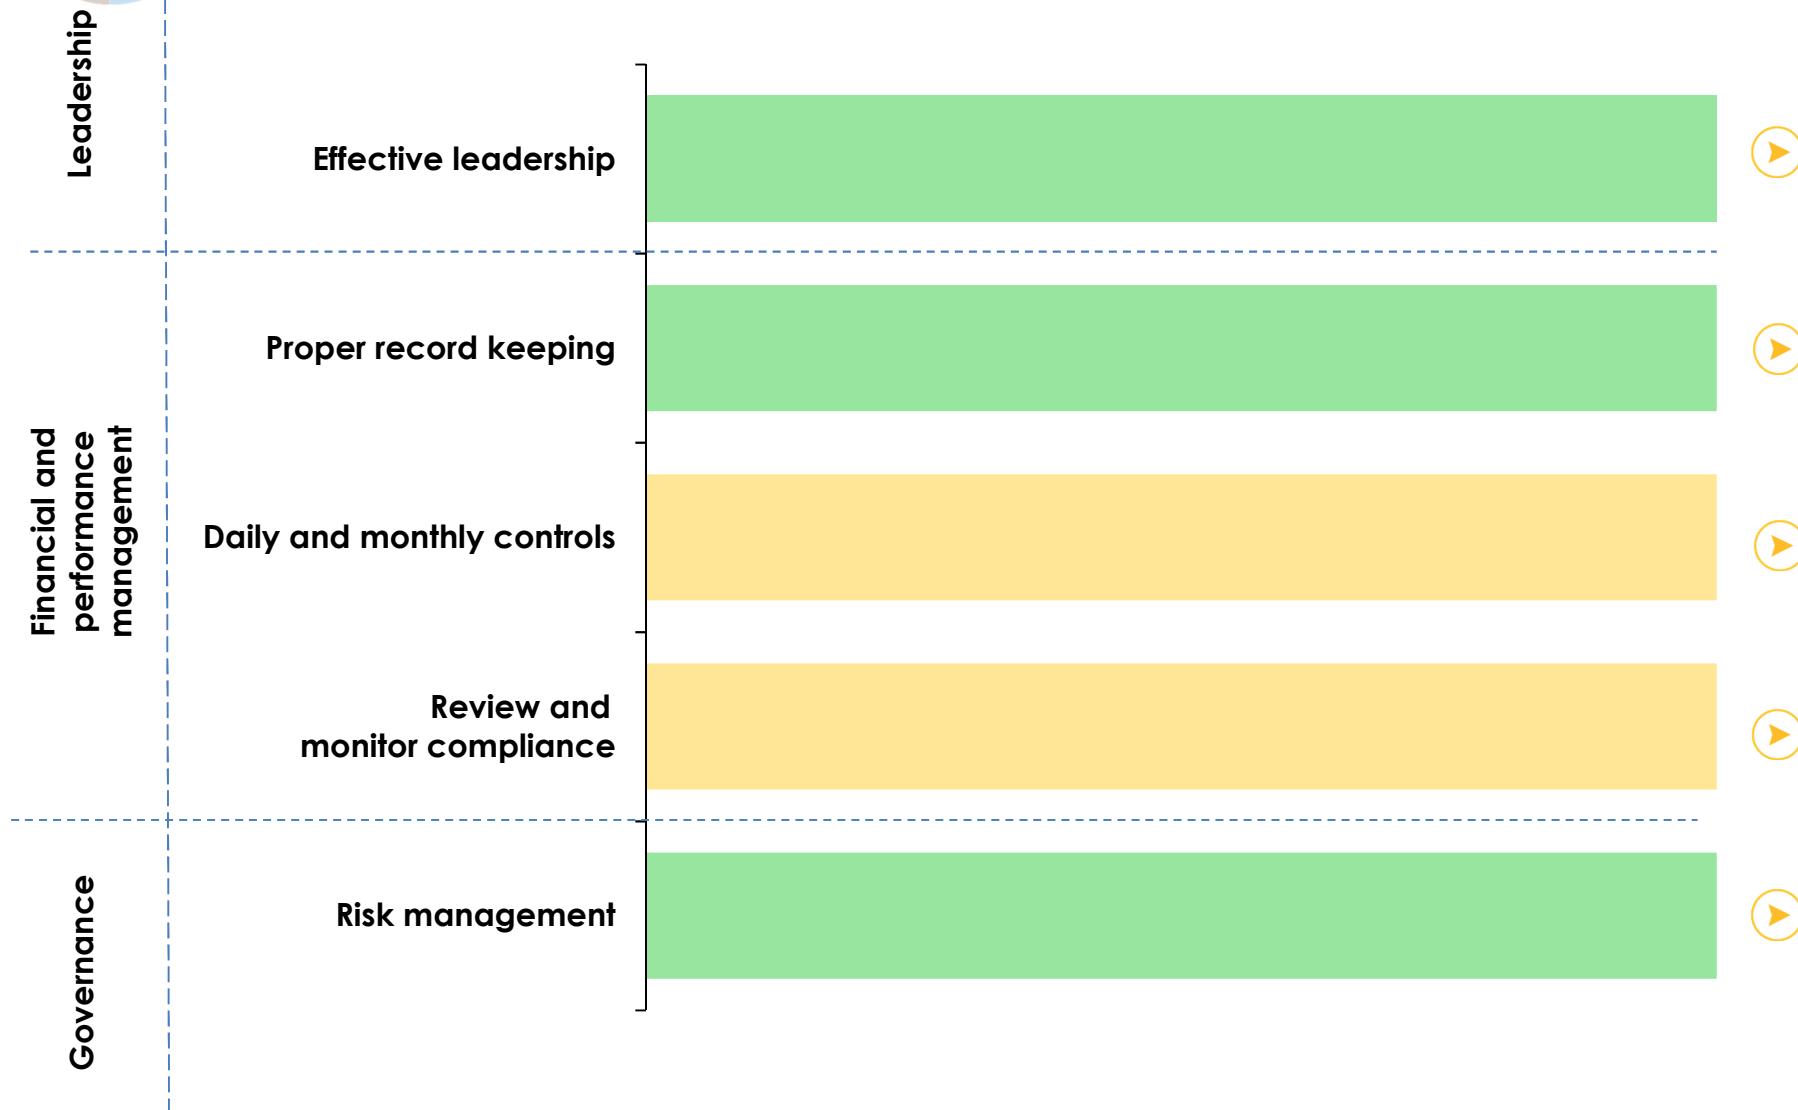 Leadership
Effective leadership
Financial and
performance
management
Proper record keeping
Daily and monthly controls
Review and
monitor compliance
Governance
Risk management